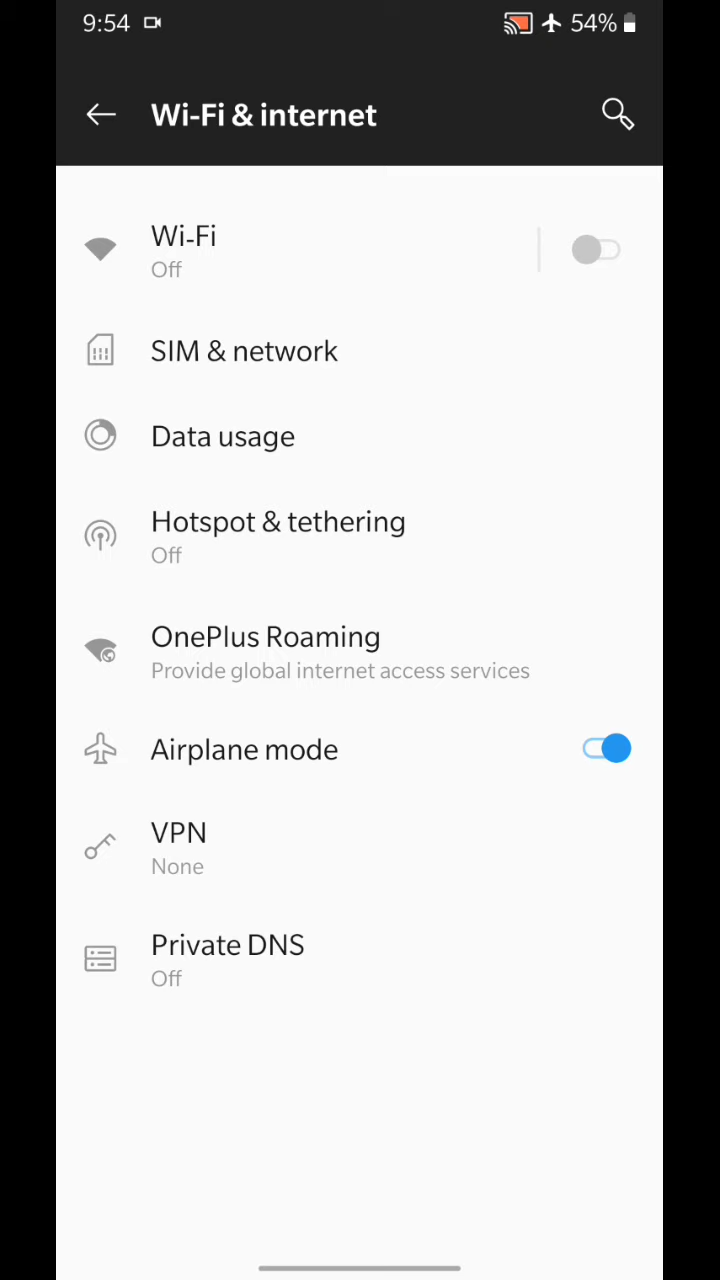 9:54 54%
Wi-Fi & internet
Wi-Fi
Off
SIM & network
Data usage
Hotspot & tethering
Off
OnePlus Roaming
Provide global internet access services
Airplane mode
VPN
None
Private DNS
Off